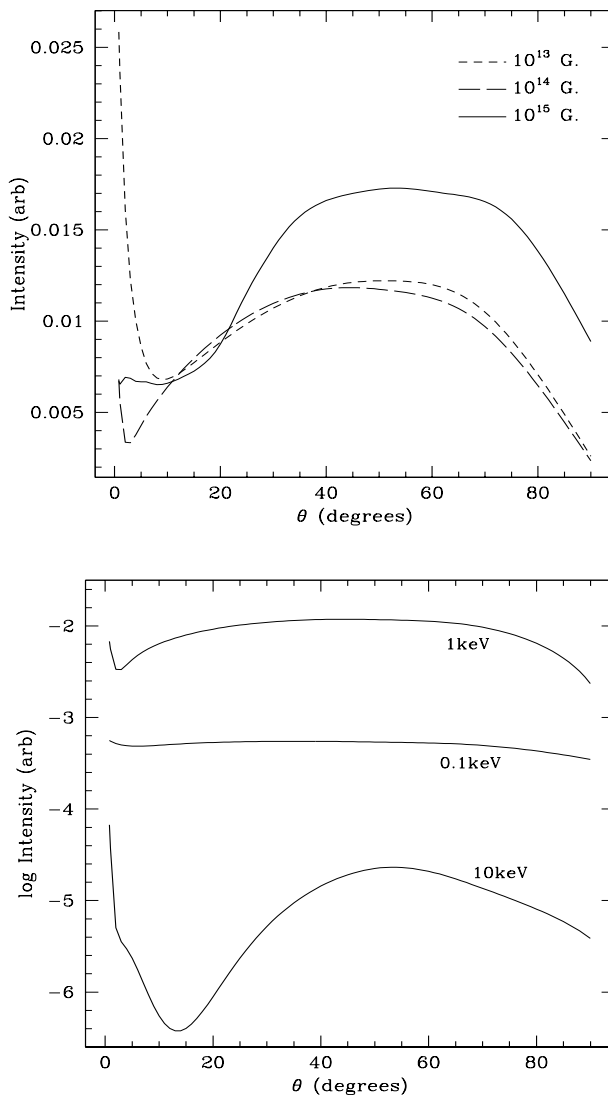 0.025
0.02
0.015
0.01
0.005
Intensity (arb)
10¹³ G.
10¹⁴ G.
10¹⁵ G.
0 20 40 60 80
θ (degrees)
−2
−3
−4
−5
−6
log Intensity (arb)
1keV
0.1keV
10keV
0 20 40 60 80
θ (degrees)